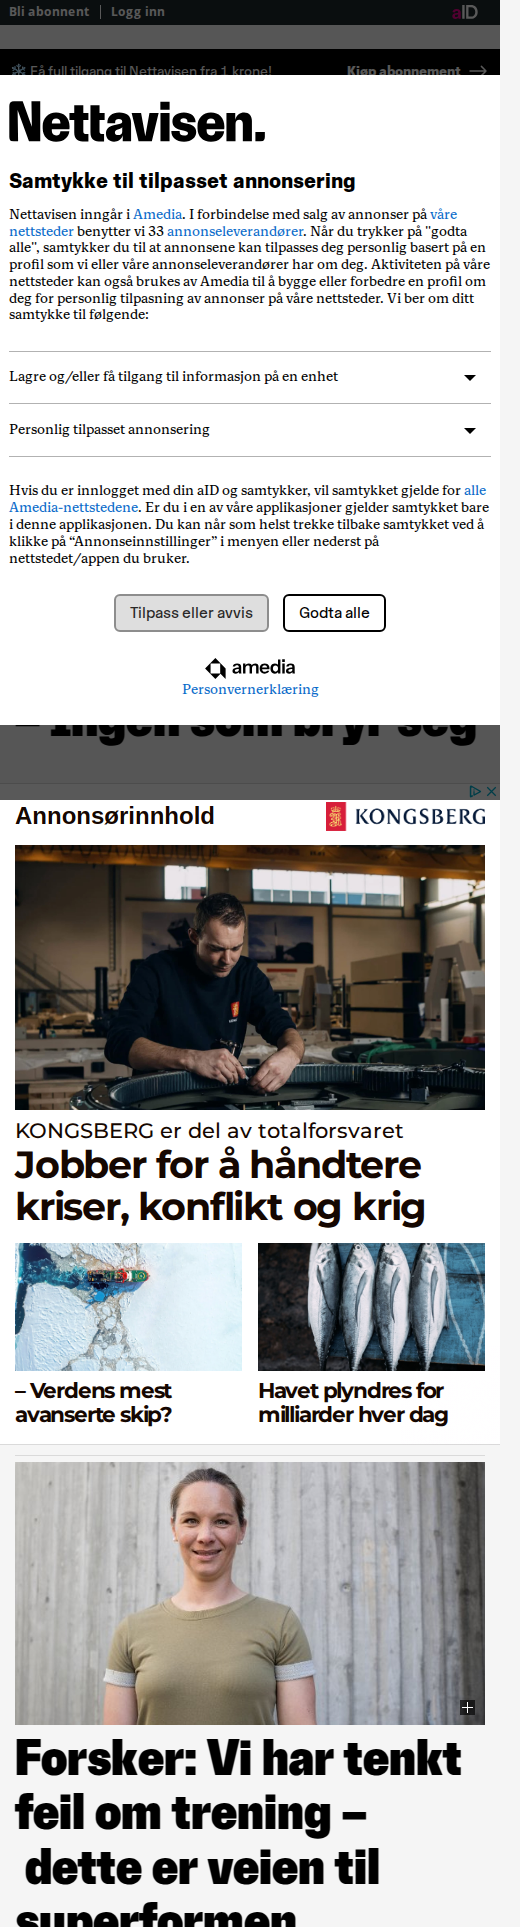 Bli abonnent | Logg inn
aID
Få full tilgang til Nettavisen fra 1 krone!
Kjøp abonnement
Nettavisen.
Samtykke til tilpasset annonsering
Nettavisen inngår i Amedia. I forbindelse med salg av annonser på våre
nettsteder benytter vi 33 annonseleverandører. Når du trykker på "godta
alle", samtykker du til at annonsene kan tilpasses deg personlig basert på en
profil som vi eller våre annonseleverandører har om deg. Aktiviteten på våre
nettsteder kan også brukes av Amedia til å bygge eller forbedre en profil om
deg for personlig tilpasning av annonser på våre nettsteder. Vi ber om ditt
samtykke til følgende:
Lagre og/eller få tilgang til informasjon på en enhet
Personlig tilpasset annonsering
Hvis du er innlogget med din aID og samtykker, vil samtykket gjelde for alle
Amedia-nettstedene. Er du i en av våre applikasjoner gjelder samtykket bare
i denne applikasjonen. Du kan når som helst trekke tilbake samtykket ved å
klikke på “Annonseinnstillinger” i menyen eller nederst på
nettstedet/appen du bruker.
Tilpass eller avvis
Godta alle
amedia
Personvernerklæring
– Ingen som bryr seg
Annonsørinnhold
KONGSBERG
KONGSBERG er del av totalforsvaret
Jobber for å håndtere
kriser, konflikt og krig
– Verdens mest
avanserte skip?
Havet plyndres for
milliarder hver dag
Forsker: Vi har tenkt
feil om trening –
dette er veien til
superformen